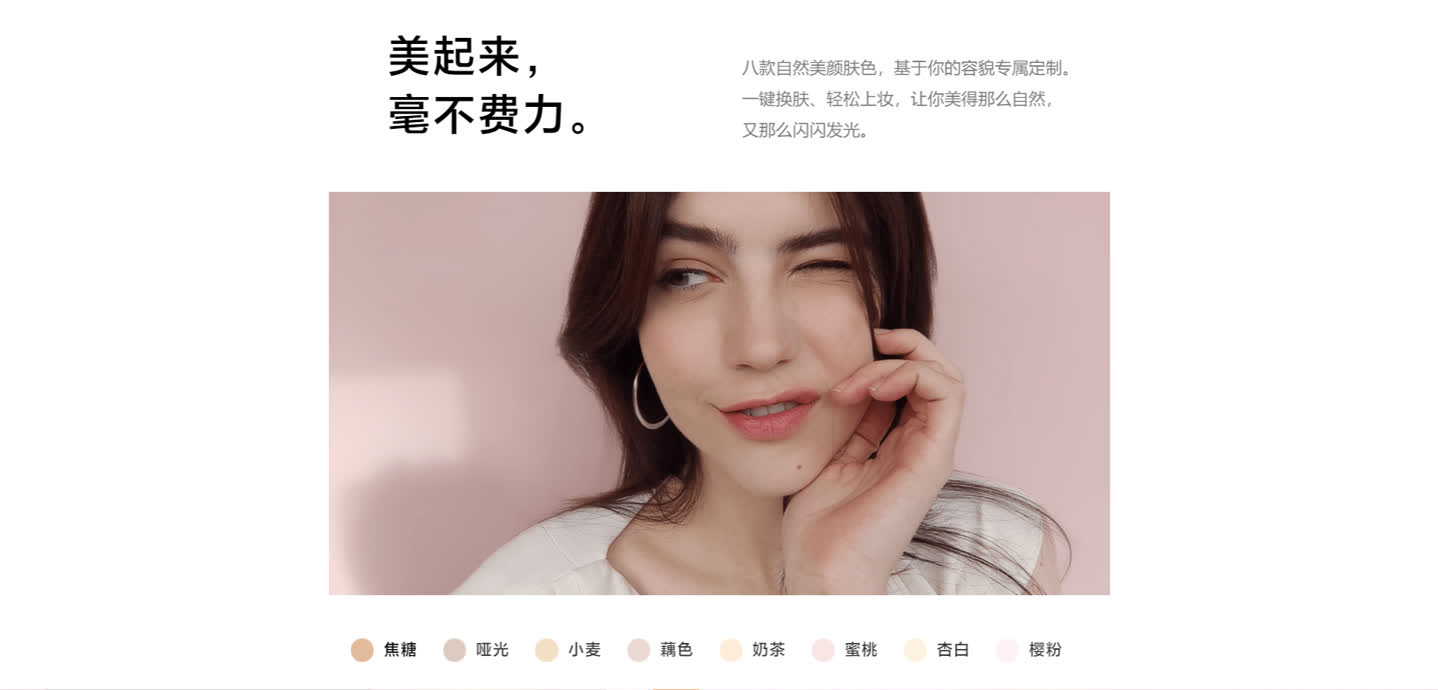 美起来，
毫不费力。
八款自然美颜肤色，基于你的容貌专属定制。
一键换肤、轻松上妆，让你美得那么自然，
又那么闪闪发光。
焦糖 哑光 小麦 藕色 奶茶 蜜桃 杏白 樱粉